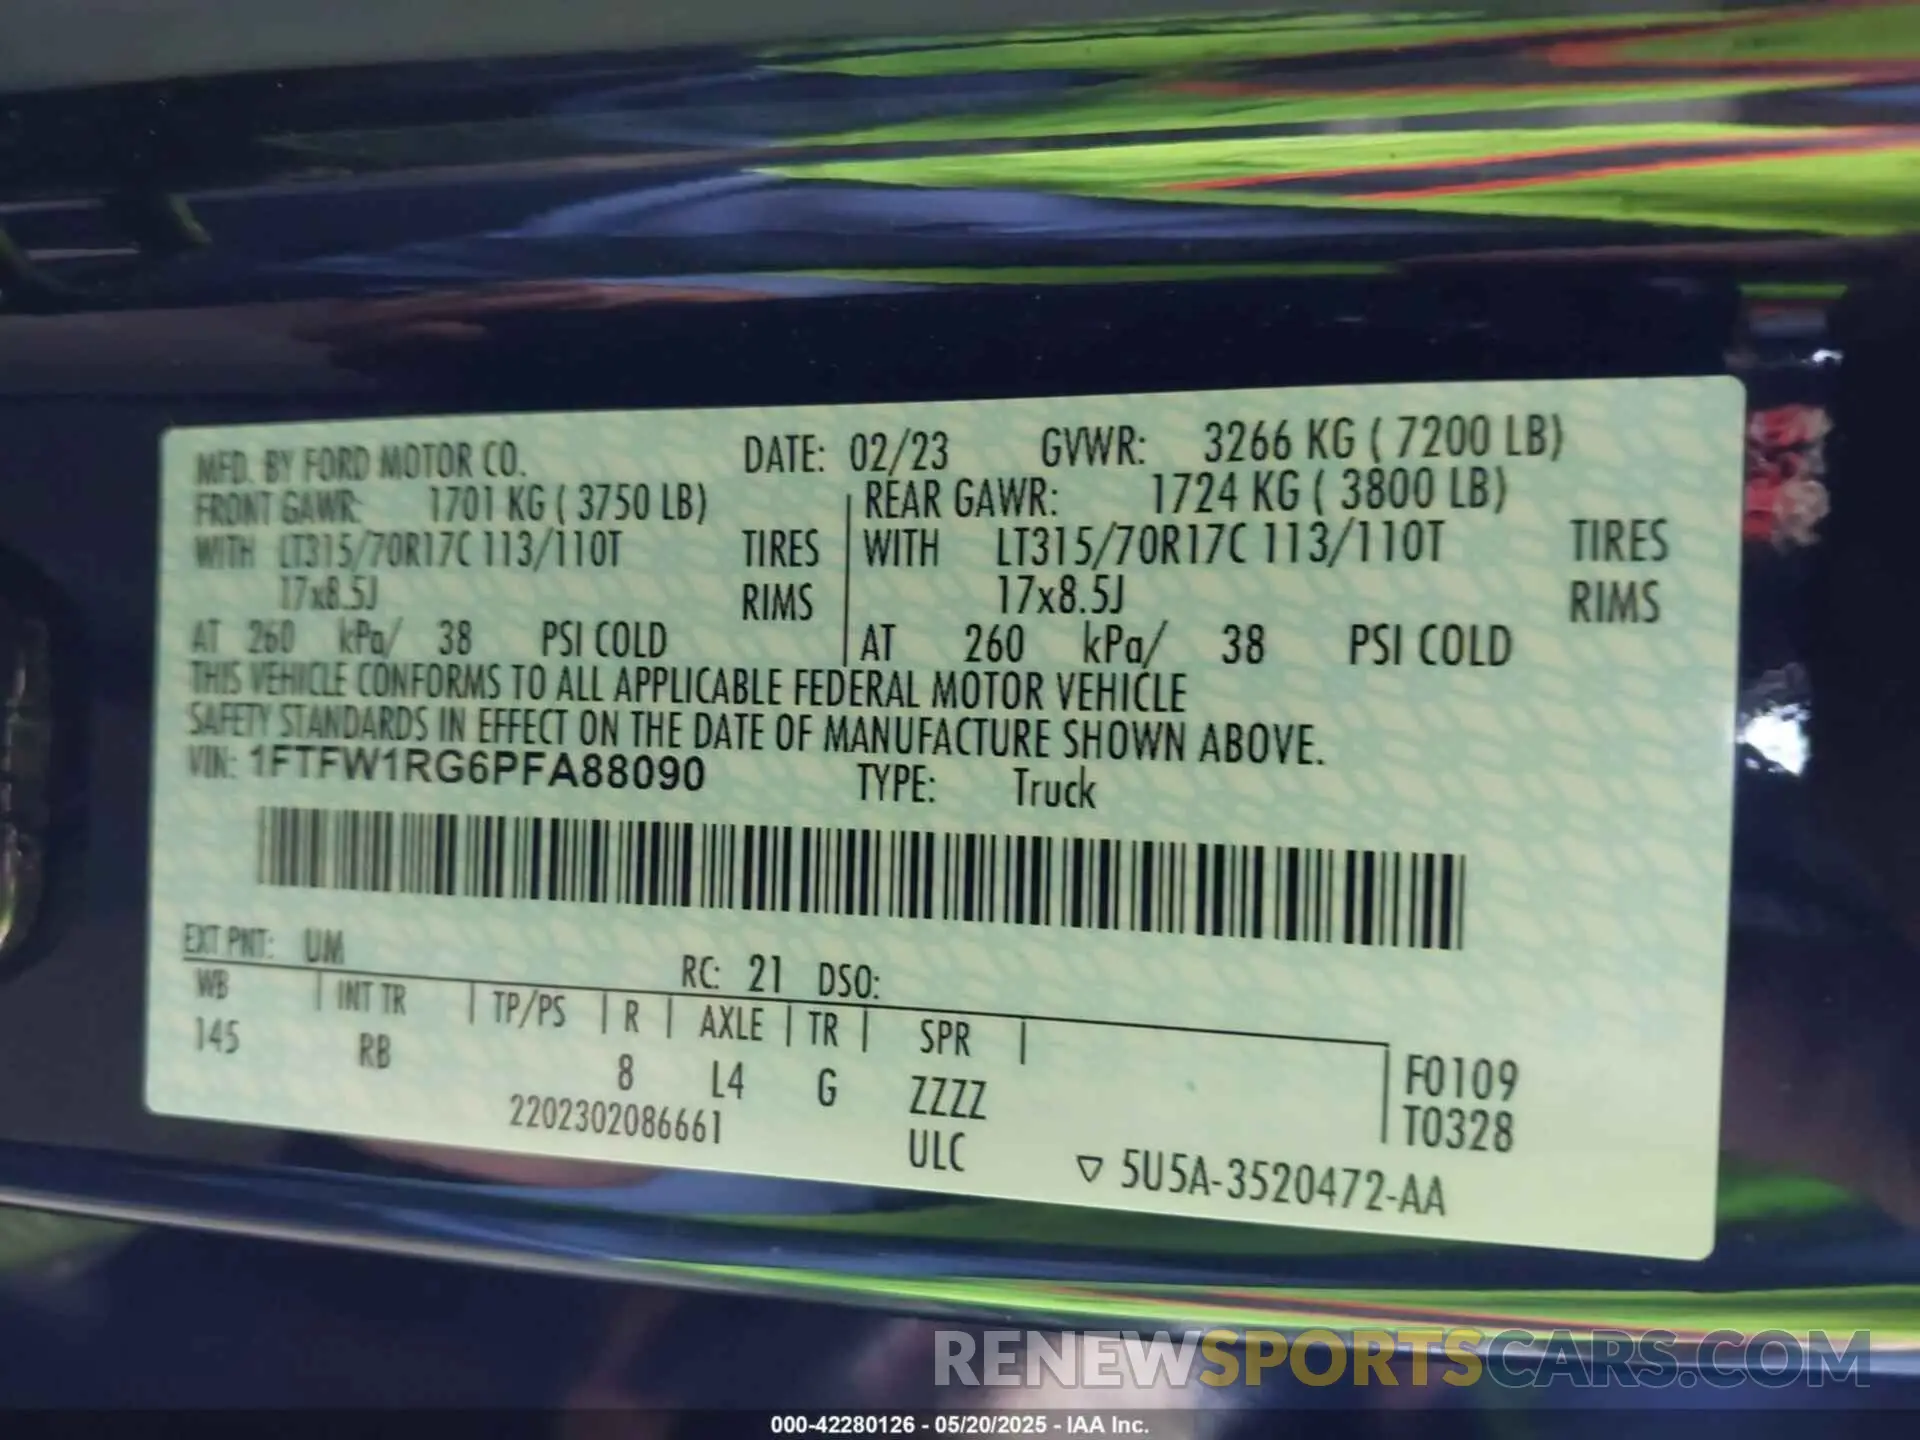 MFD. BY FORD MOTOR CO. DATE: 02/23 GVWR: 3266 KG ( 7200 LB)
FRONT GAWR: 1701 KG ( 3750 LB) REAR GAWR: 1724 KG ( 3800 LB)
WITH LT315/70R17C 113/110T TIRES WITH LT315/70R17C 113/110T TIRES
17x8.5J RIMS 17x8.5J RIMS
AT 260 kPa/ 38 PSI COLD AT 260 kPa/ 38 PSI COLD
THIS VEHICLE CONFORMS TO ALL APPLICABLE FEDERAL MOTOR VEHICLE
SAFETY STANDARDS IN EFFECT ON THE DATE OF MANUFACTURE SHOWN ABOVE.
VIN: 1FTFW1RG6PFA88090 TYPE: Truck
EXT PNT: UM RC: 21 DSO:
WB INT TR TP/PS R AXLE TR SPR
145 RB 8 L4 G ZZZZ F0109
2202302086661 ULC T0328
▽ 5U5A-3520472-AA
RENEWSPORTSCARS.COM
000-42280126 - 05/20/2025 - IAA Inc.